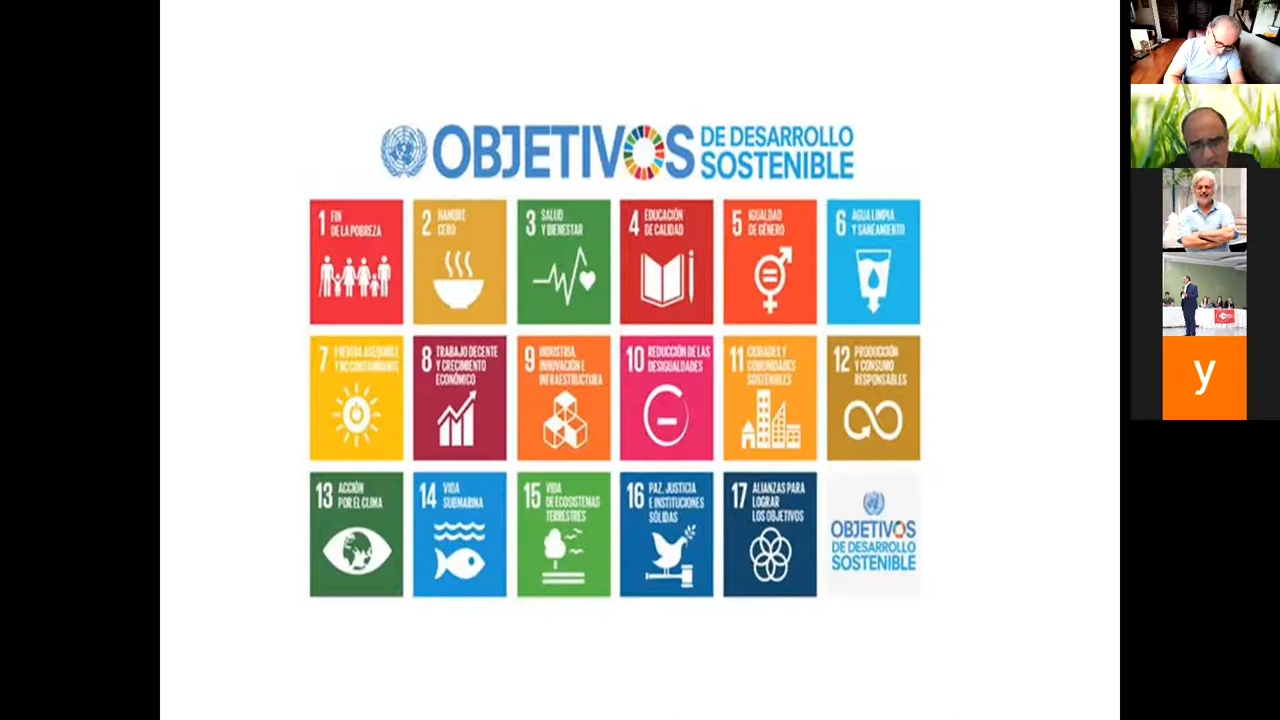 OBJETIVOS
DE DESARROLLO
SOSTENIBLE
1 FIN
DE LA POBREZA
2 HAMBRE
CERO
3 SALUD
Y BIENESTAR
4 EDUCACIÓN
DE CALIDAD
5 IGUALDAD
DE GÉNERO
6 AGUA LIMPIA
Y SANEAMIENTO
7 ENERGÍA ASEQUIBLE
Y NO CONTAMINANTE
8 TRABAJO DECENTE
Y CRECIMIENTO
ECONÓMICO
9 INDUSTRIA,
INNOVACIÓN E
INFRAESTRUCTURA
10 REDUCCIÓN DE LAS
DESIGUALDADES
11 CIUDADES Y
COMUNIDADES
SOSTENIBLES
12 PRODUCCIÓN
Y CONSUMO
RESPONSABLES
13 ACCIÓN
POR EL CLIMA
14 VIDA
SUBMARINA
15 VIDA
DE ECOSISTEMAS
TERRESTRES
16 PAZ, JUSTICIA
E INSTITUCIONES
SÓLIDAS
17 ALIANZAS PARA
LOGRAR
LOS OBJETIVOS
OBJETIVOS
DE DESARROLLO
SOSTENIBLE
y